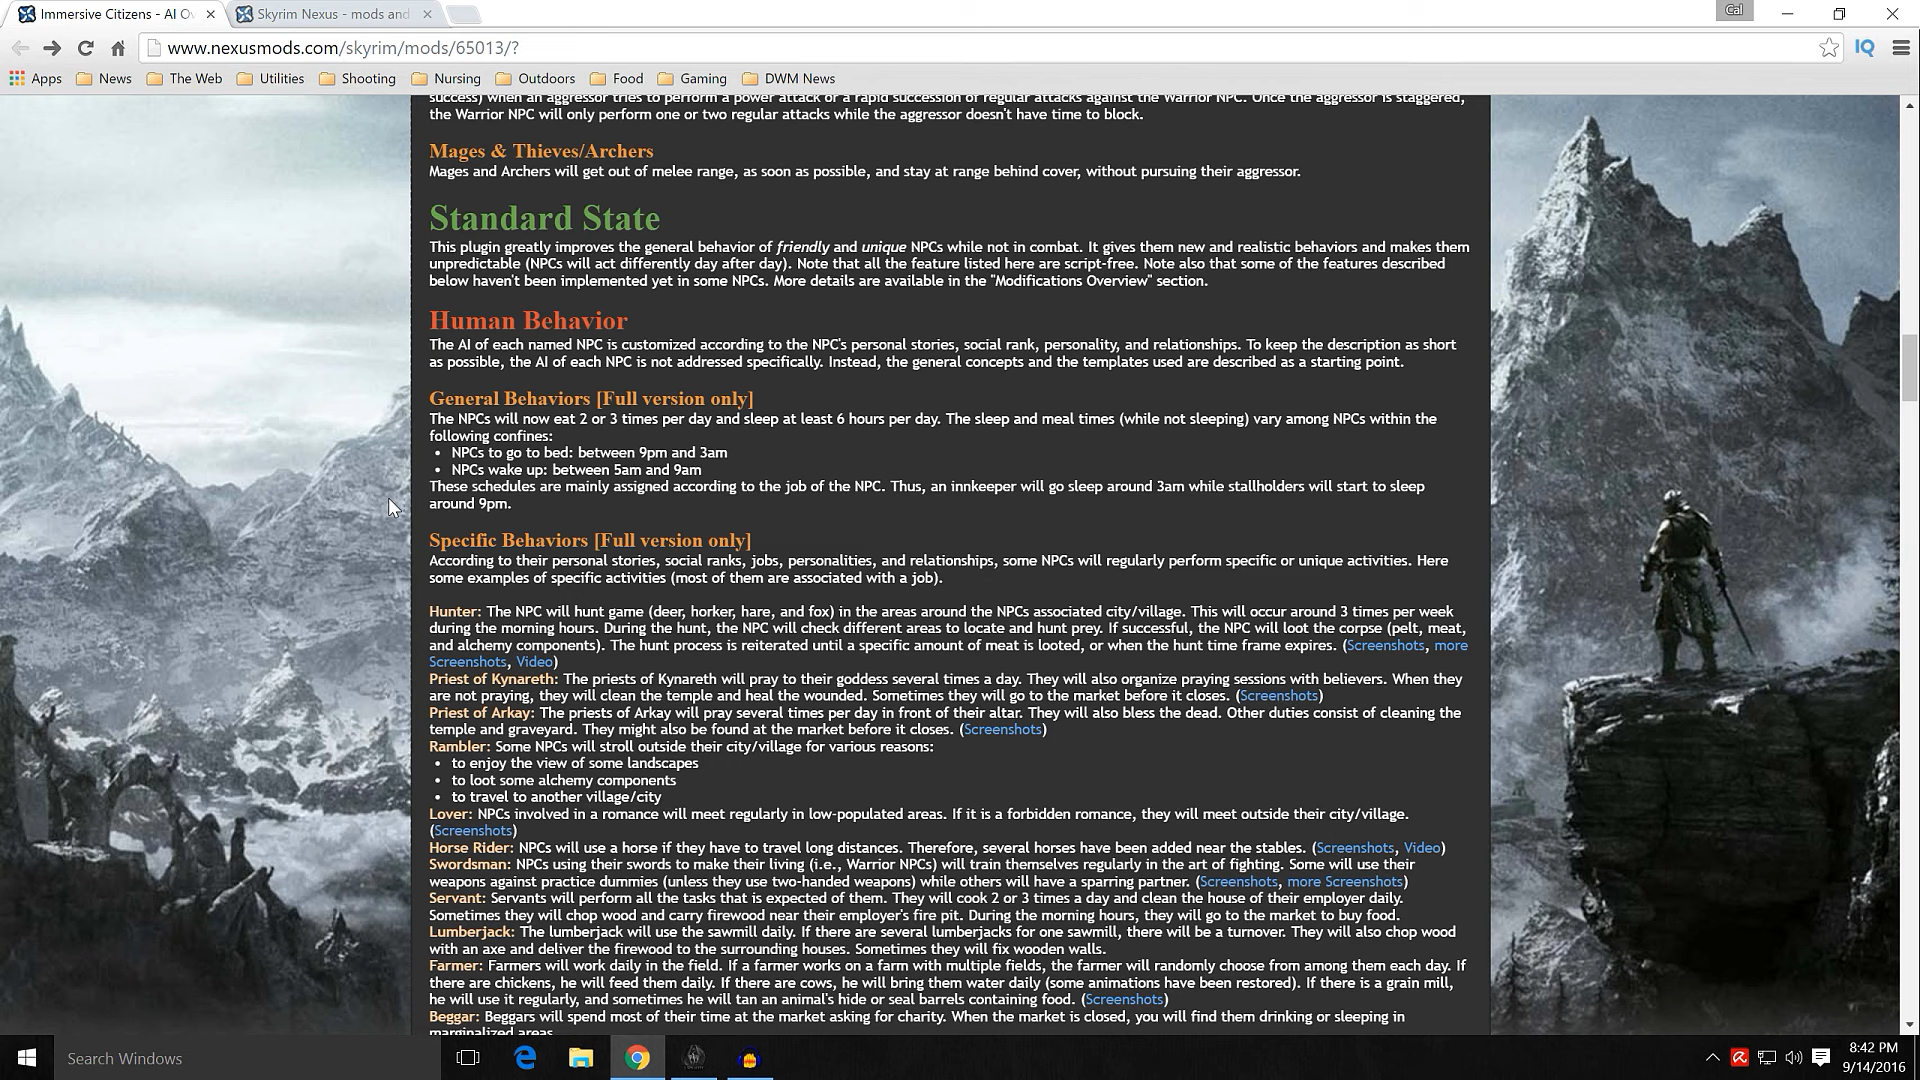 Immersive Citizens - AI O
Skyrim Nexus - mods and
Cal
www.nexusmods.com/skyrim/mods/65013/?
IQ
Apps News The Web Utilities Shooting Nursing Outdoors Food Gaming DWM News
success) when an aggressor tries to perform a power attack or a rapid succession of regular attacks against the Warrior NPC. Once the aggressor is staggered,
the Warrior NPC will only perform one or two regular attacks while the aggressor doesn't have time to block.
Mages & Thieves/Archers
Mages and Archers will get out of melee range, as soon as possible, and stay at range behind cover, without pursuing their aggressor.
Standard State
This plugin greatly improves the general behavior of friendly and unique NPCs while not in combat. It gives them new and realistic behaviors and makes them
unpredictable (NPCs will act differently day after day). Note that all the feature listed here are script-free. Note also that some of the features described
below haven't been implemented yet in some NPCs. More details are available in the "Modifications Overview" section.
Human Behavior
The AI of each named NPC is customized according to the NPC's personal stories, social rank, personality, and relationships. To keep the description as short
as possible, the AI of each NPC is not addressed specifically. Instead, the general concepts and the templates used are described as a starting point.
General Behaviors [Full version only]
The NPCs will now eat 2 or 3 times per day and sleep at least 6 hours per day. The sleep and meal times (while not sleeping) vary among NPCs within the
following confines:
• NPCs to go to bed: between 9pm and 3am
• NPCs wake up: between 5am and 9am
These schedules are mainly assigned according to the job of the NPC. Thus, an innkeeper will go sleep around 3am while stallholders will start to sleep
around 9pm.
Specific Behaviors [Full version only]
According to their personal stories, social ranks, jobs, personalities, and relationships, some NPCs will regularly perform specific or unique activities. Here
some examples of specific activities (most of them are associated with a job).
Hunter: The NPC will hunt game (deer, horker, hare, and fox) in the areas around the NPCs associated city/village. This will occur around 3 times per week
during the morning hours. During the hunt, the NPC will check different areas to locate and hunt prey. If successful, the NPC will loot the corpse (pelt, meat,
and alchemy components). The hunt process is reiterated until a specific amount of meat is looted, or when the hunt time frame expires. (Screenshots, more
Screenshots, Video)
Priest of Kynareth: The priests of Kynareth will pray to their goddess several times a day. They will also organize praying sessions with believers. When they
are not praying, they will clean the temple and heal the wounded. Sometimes they will go to the market before it closes. (Screenshots)
Priest of Arkay: The priests of Arkay will pray several times per day in front of their altar. They will also bless the dead. Other duties consist of cleaning the
temple and graveyard. They might also be found at the market before it closes. (Screenshots)
Rambler: Some NPCs will stroll outside their city/village for various reasons:
• to enjoy the view of some landscapes
• to loot some alchemy components
• to travel to another village/city
Lover: NPCs involved in a romance will meet regularly in low-populated areas. If it is a forbidden romance, they will meet outside their city/village.
(Screenshots)
Horse Rider: NPCs will use a horse if they have to travel long distances. Therefore, several horses have been added near the stables. (Screenshots, Video)
Swordsman: NPCs using their swords to make their living (i.e., Warrior NPCs) will train themselves regularly in the art of fighting. Some will use their
weapons against practice dummies (unless they use two-handed weapons) while others will have a sparring partner. (Screenshots, more Screenshots)
Servant: Servants will perform all the tasks that is expected of them. They will cook 2 or 3 times a day and clean the house of their employer daily.
Sometimes they will chop wood and carry firewood near their employer's fire pit. During the morning hours, they will go to the market to buy food.
Lumberjack: The lumberjack will use the sawmill daily. If there are several lumberjacks for one sawmill, there will be a turnover. They will also chop wood
with an axe and deliver the firewood to the surrounding houses. Sometimes they will fix wooden walls.
Farmer: Farmers will work daily in the field. If a farmer works on a farm with multiple fields, the farmer will randomly choose from among them each day. If
there are chickens, he will feed them daily. If there are cows, he will bring them water daily (some animations have been restored). If there is a grain mill,
he will use it regularly, and sometimes he will tan an animal's hide or seal barrels containing food. (Screenshots)
Beggar: Beggars will spend most of their time at the market asking for charity. When the market is closed, you will find them drinking or sleeping in
marginalized areas
Search Windows
8:42 PM
9/14/2016